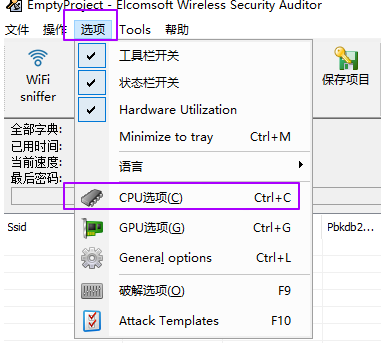 EmptyProject - Elcomsoft Wireless Security Auditor
文件 操作 选项 Tools 帮助
WiFi
sniffer
保存项目
工具栏开关
状态栏开关
Hardware Utilization
Minimize to tray Ctrl+M
语言
CPU选项(C) Ctrl+C
GPU选项(G) Ctrl+G
General options Ctrl+L
破解选项(O) F9
Attack Templates F10
全部字典:
已用时间:
当前速度:
最后密码:
Ssid Pbkdb2...